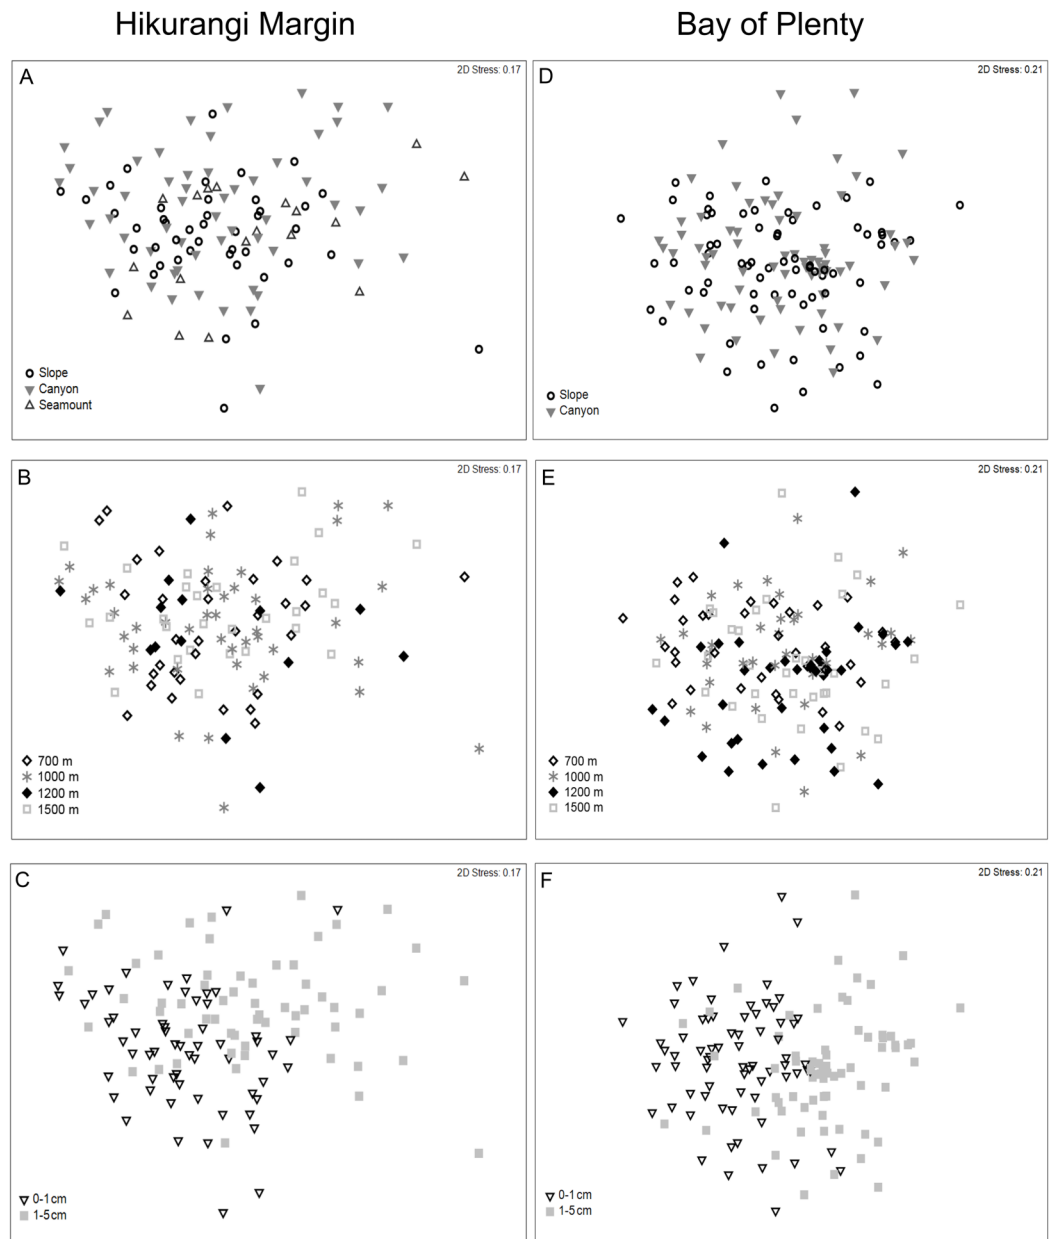 Hikurangi Margin
Bay of Plenty
A
2D Stress: 0.17
Slope
Canyon
Seamount
D
2D Stress: 0.21
Slope
Canyon
B
2D Stress: 0.17
700 m
1000 m
1200 m
1500 m
E
2D Stress: 0.21
700 m
1000 m
1200 m
1500 m
C
2D Stress: 0.17
0-1cm
1-5cm
F
2D Stress: 0.21
0-1cm
1-5cm